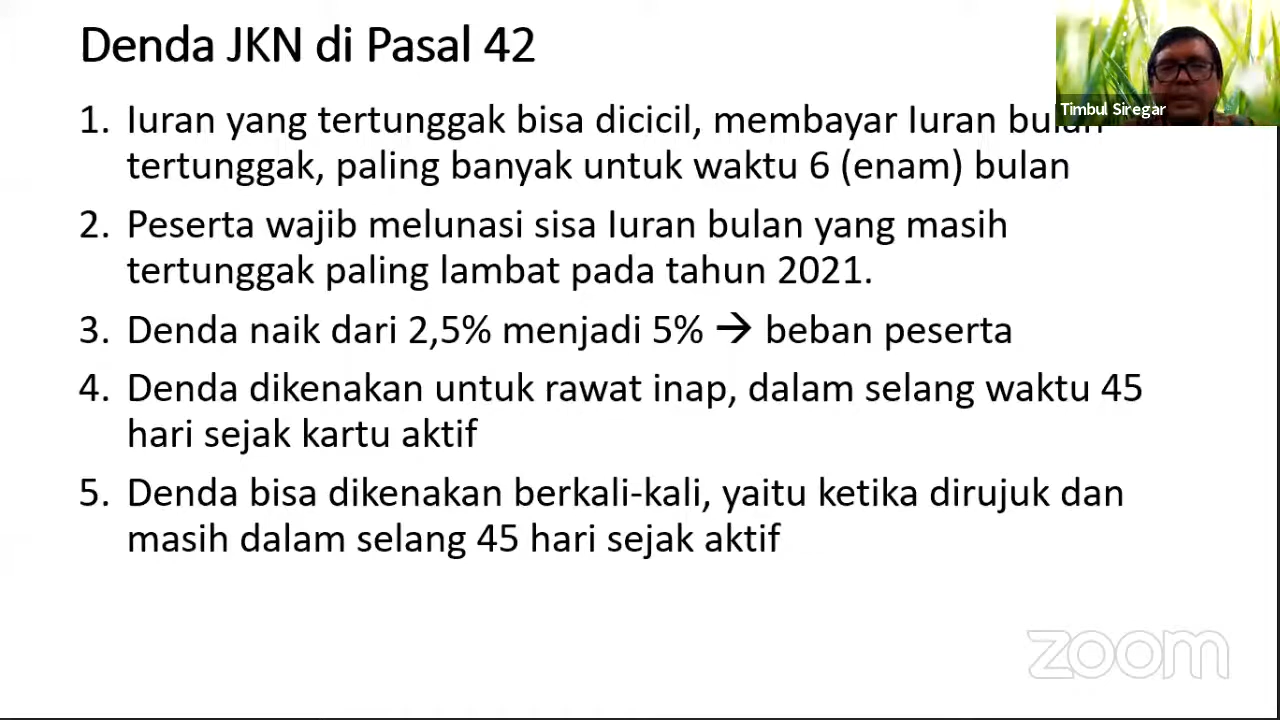 Denda JKN di Pasal 42
Timbul Siregar
1. Iuran yang tertunggak bisa dicicil, membayar Iuran bulan
tertunggak, paling banyak untuk waktu 6 (enam) bulan
2. Peserta wajib melunasi sisa Iuran bulan yang masih
tertunggak paling lambat pada tahun 2021.
3. Denda naik dari 2,5% menjadi 5% → beban peserta
4. Denda dikenakan untuk rawat inap, dalam selang waktu 45
hari sejak kartu aktif
5. Denda bisa dikenakan berkali-kali, yaitu ketika dirujuk dan
masih dalam selang 45 hari sejak aktif
zoom